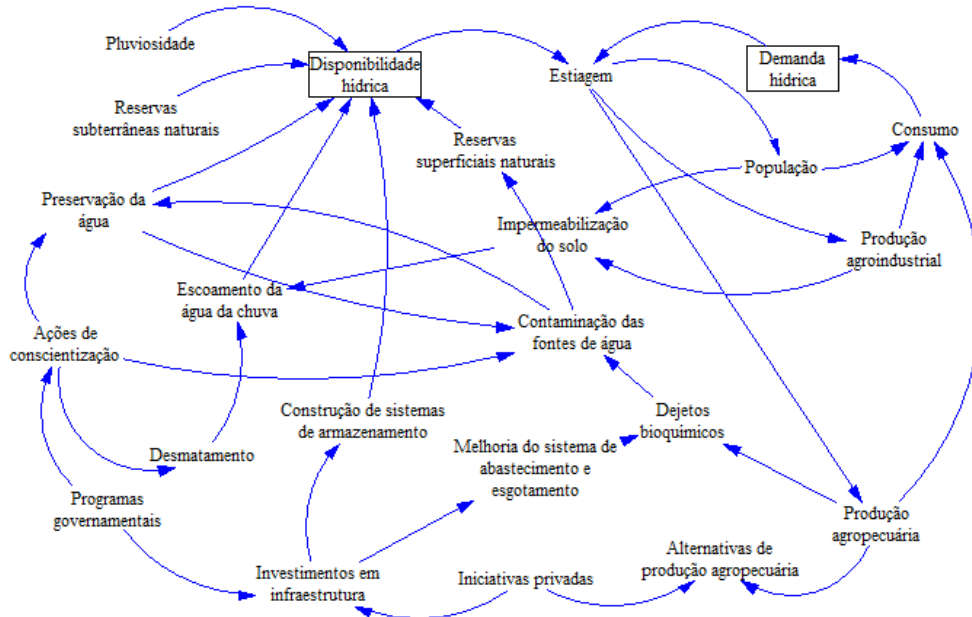 Pluviosidade
Disponibilidade
hídrica
Estiagem
Demanda
hídrica
Reservas
subterrâneas naturais
Reservas
superficiais naturais
Consumo
População
Preservação da
água
Impermeabilização
do solo
Produção
agroindustrial
Escoamento da
água da chuva
Contaminação das
fontes de água
Ações de
conscientização
Construção de sistemas
de armazenamento
Dejetos
bioquímicos
Desmatamento
Melhoria do sistema de
abastecimento e
esgotamento
Programas
governamentais
Produção
agropecuária
Investimentos em
infraestrutura
Iniciativas privadas
Alternativas de
produção agropecuária